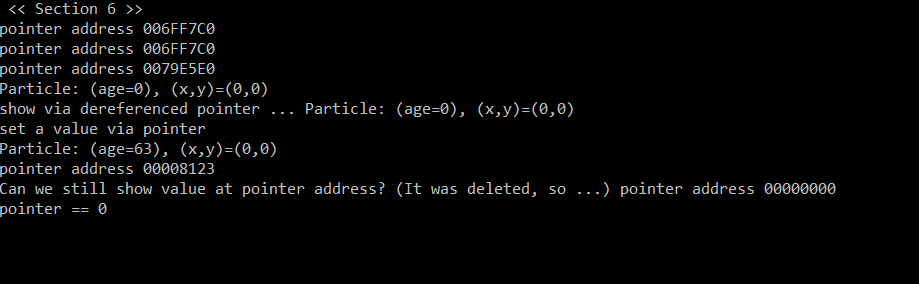 << Section 6 >>
pointer address 006FF7C0
pointer address 006FF7C0
pointer address 0079E5E0
Particle: (age=0), (x,y)=(0,0)
show via dereferenced pointer ... Particle: (age=0), (x,y)=(0,0)
set a value via pointer
Particle: (age=63), (x,y)=(0,0)
pointer address 00008123
Can we still show value at pointer address? (It was deleted, so ...) pointer address 00000000
pointer == 0